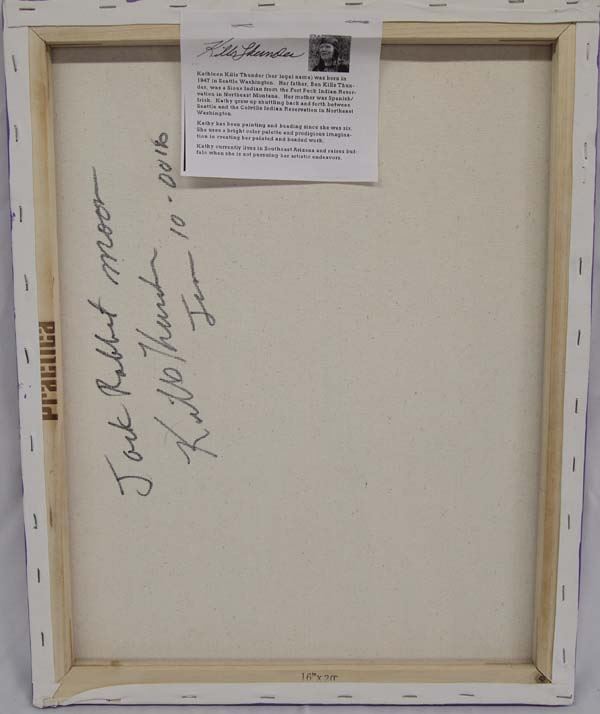 Kills Thunder
Kathleen Kills Thunder (her legal name) was born in
1947 in Seattle Washington. Her father, Ben Kills Thun-
der, was a Sioux Indian from the Fort Peck Indian Reser-
vation in Northeast Montana. Her mother was Spanish/
Irish. Kathy grew up shuttling back and forth between
Seattle and the Colville Indian Reservation in Northeast
Washington.
Kathy has been painting and beading since she was six.
She uses a bright color palette and prodigious imagina-
tion in creating her painted and beaded work.
Kathy currently lives in Southeast Arizona and raises buf-
falo when she is not pursuing her artistic endeavors.
Jack Rabbit moon
Kills Thunder
Jan 10-00
practica
16"x20"